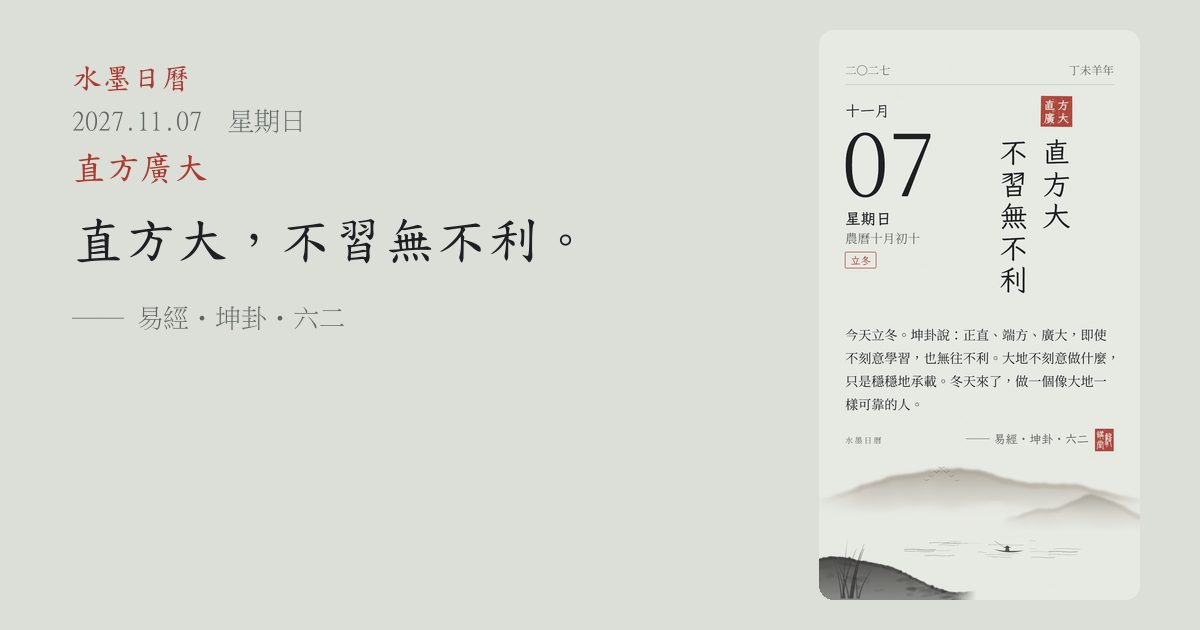 水墨日曆
2027.11.07 星期日
直方廣大
直方大，不習無不利。
—— 易經・坤卦・六二
二〇二七
丁未羊年
十一月
07
星期日
農曆十月初十
立冬
直方廣大
直方大
不習無不利
今天立冬。坤卦說：正直、端方、廣大，即使
不刻意學習，也無往不利。大地不刻意做什麼，
只是穩穩地承載。冬天來了，做一個像大地一
樣可靠的人。
水墨日曆
—— 易經・坤卦・六二